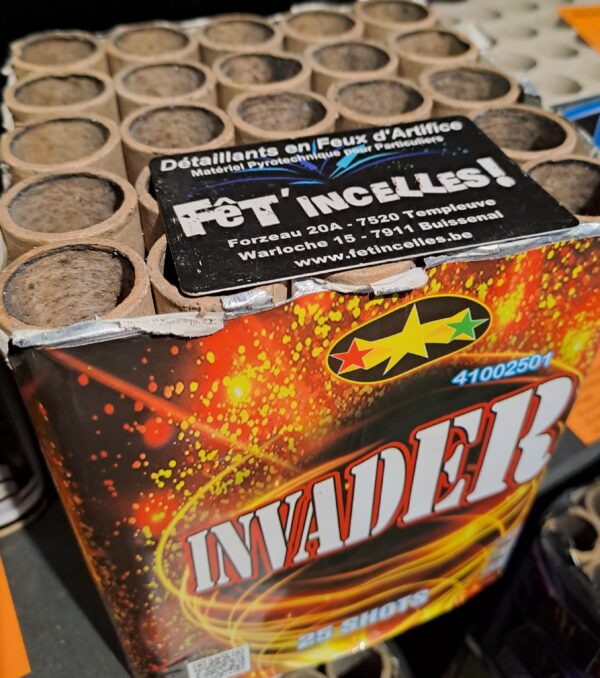 Détaillants en Feux d'Artifice
Matériel Pyrotechnique pour Particuliers
FêT'iNCELLES!
Forzeau 20A - 7520 Templeuve
Warloche 15 - 7911 Buissenal
www.fetincelles.be
41002501
INVADER
25 SHOTS